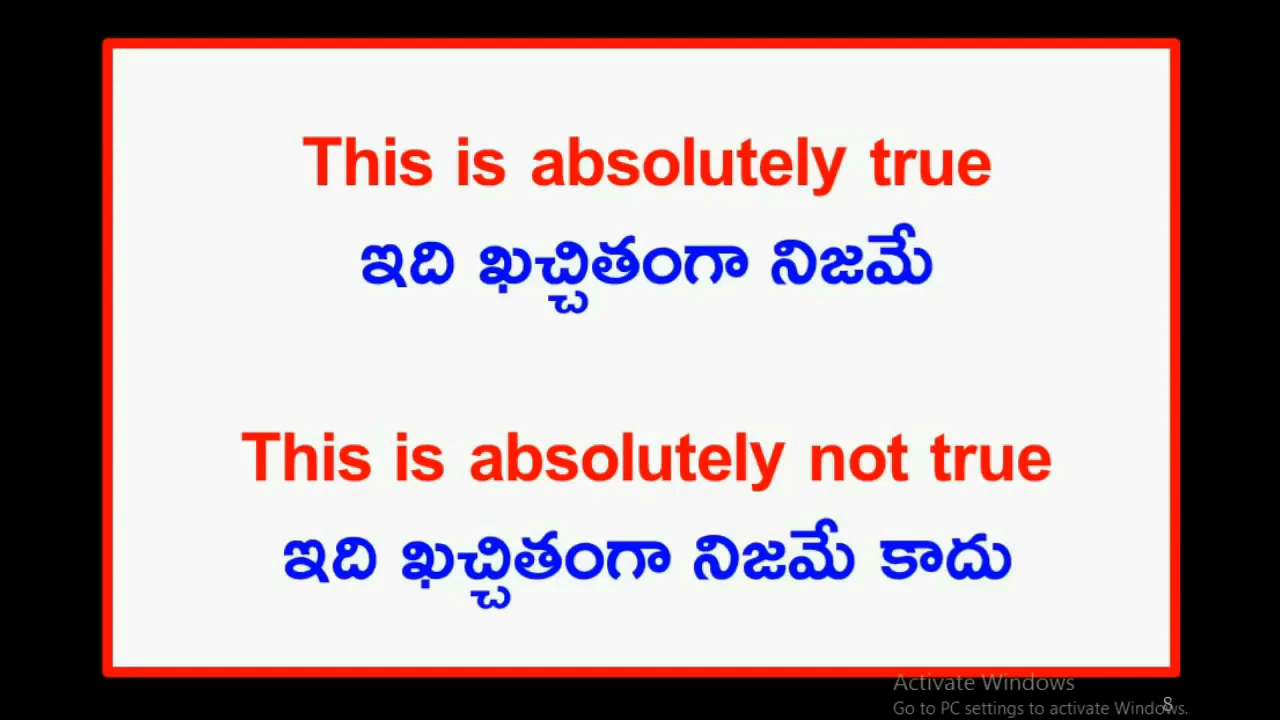 This is absolutely true
ఇది ఖచ్చితంగా నిజమే
This is absolutely not true
ఇది ఖచ్చితంగా నిజమే కాదు
Activate Windows
8
Go to PC settings to activate Windows.